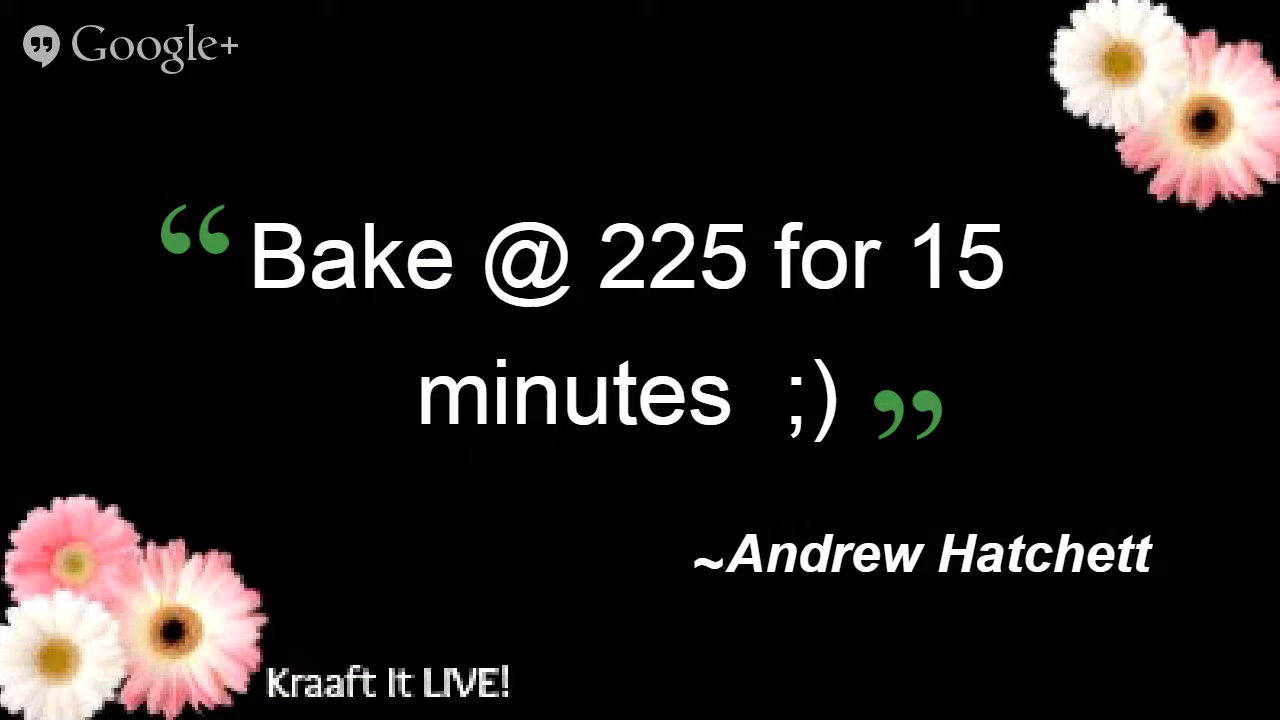 Google+
“Bake @ 225 for 15
minutes  ;)”
~Andrew Hatchett
Kraaft It LIVE!